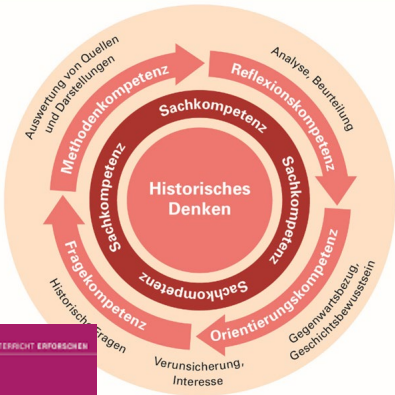 Auswertung von Quellen
und Darstellungen
Analyse, Beurteilung
Methodenkompetenz
Reflexionskompetenz
Sachkompetenz
Sachkompetenz
Sachkompetenz
Sachkompetenz
Historisches
Denken
Fragekompetenz
Orientierungskompetenz
Historische Fragen
Gegenwartsbezug,
Geschichtsbewusstsein
Verunsicherung,
Interesse
TERRICHT ERFORSCHEN